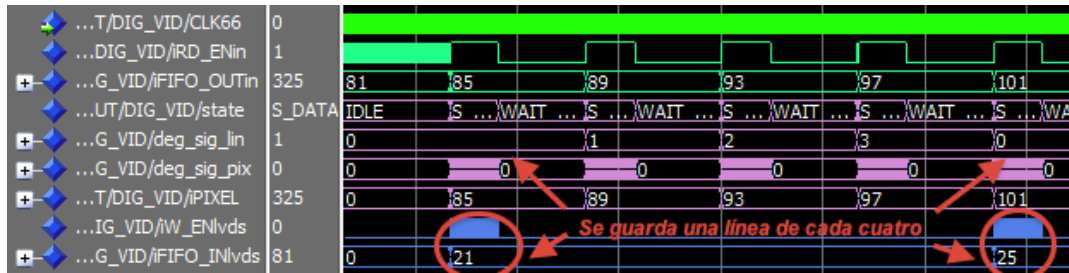 ...T/DIG_VID/CLK66 0
...DIG_VID/iRD_ENin 1
...G_VID/iFIFO_OUTin 325 81 85 89 93 97 101
...UT/DIG_VID/state S_DATA IDLE S ... WAIT ... S ... WAIT ... S ... WAIT ... S ... WAIT ... S ... WA
...G_VID/deg_sig_lin 1 0 1 2 3 0
...G_VID/deg_sig_pix 0 0 0 0 0 0 0
...T/DIG_VID/iPIXEL 325 0 85 89 93 97 101
...IG_VID/iW_ENlvds 0 Se guarda una línea de cada cuatro
...G_VID/iFIFO_INlvds 81 0 21 25